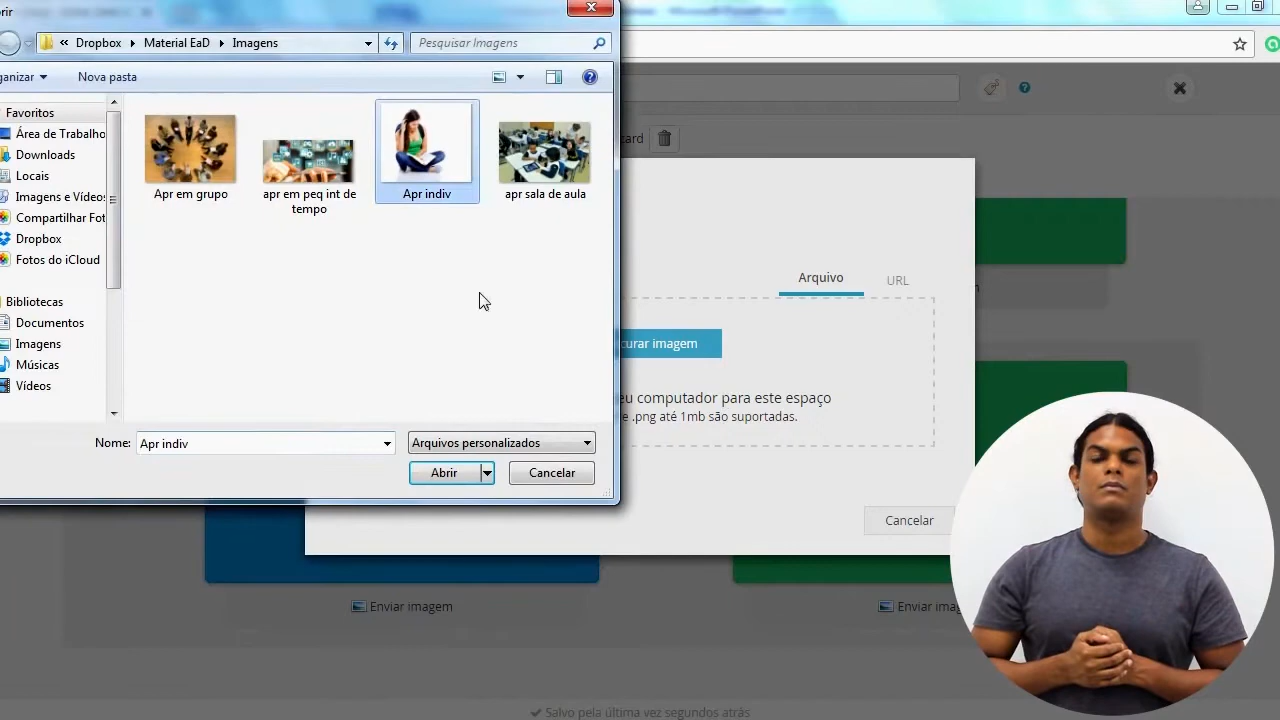 rir
« Dropbox ▸ Material EaD ▸ Imagens
Pesquisar Imagens
ganizar
Nova pasta
Favoritos
Área de Trabalho
Downloads
Locais
Imagens e Vídeos
Compartilhar Fot
Dropbox
Fotos do iCloud
Bibliotecas
Documentos
Imagens
Músicas
Vídeos
Apr em grupo
apr em peq int de
tempo
Apr indiv
apr sala de aula
Nome:
Apr indiv
Arquivos personalizados
Abrir
Cancelar
card
Arquivo
URL
curar imagem
eu computador para este espaço
e .png até 1mb são suportadas.
Cancelar
Enviar imagem
Enviar imag
Salvo pela última vez segundos atrás